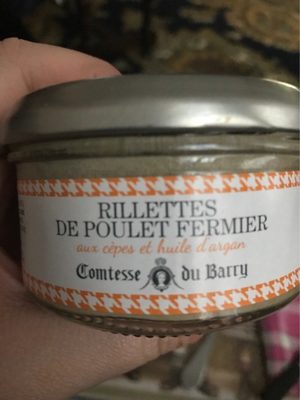 RILLETTES
DE POULET FERMIER
aux cèpes et huile d'argan
Comtesse du Barry